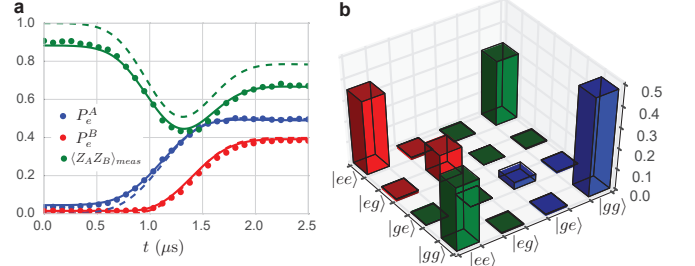 a
1.0
0.8
0.6
0.4
0.2
0.0
P_e^A
P_e^B
⟨Z_A Z_B⟩_meas
0.0 0.5 1.0 1.5 2.0 2.5
t (μs)
b
0.5
0.4
0.3
0.2
0.1
0.0
|ee⟩
|eg⟩
|ge⟩
|gg⟩
|ee⟩
|eg⟩
|ge⟩
|gg⟩